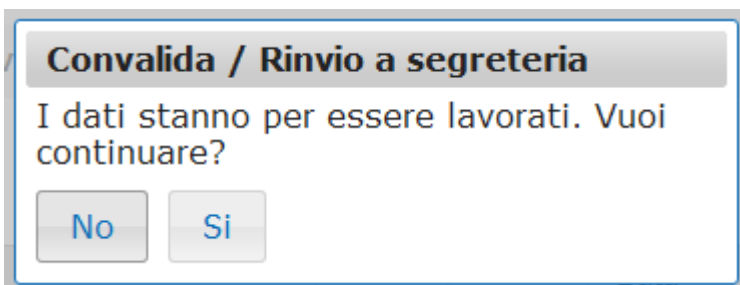 Convalida / Rinvio a segreteria
I dati stanno per essere lavorati. Vuoi
continuare?
No Si